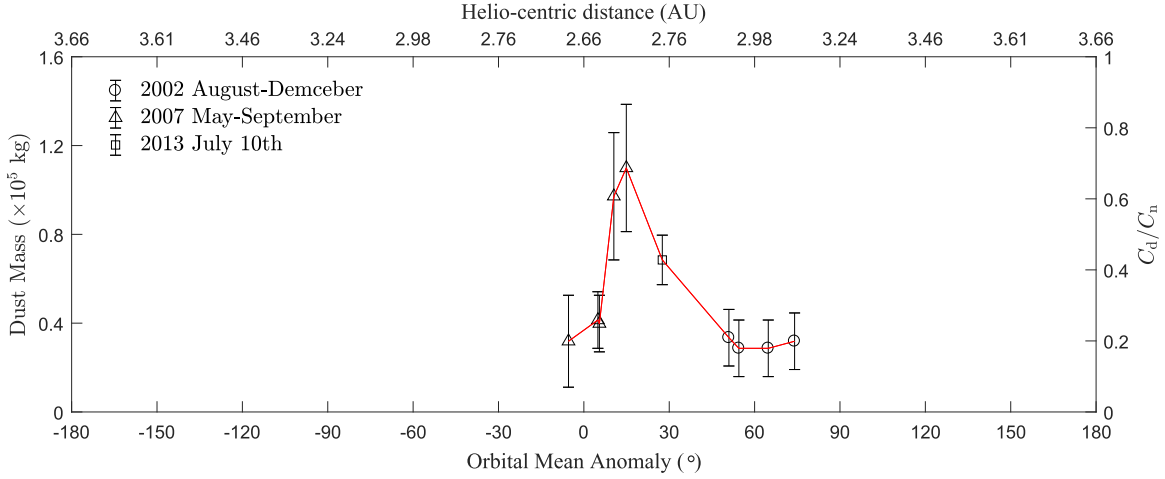 Helio-centric distance (AU)
3.66 3.61 3.46 3.24 2.98 2.76 2.66 2.76 2.98 3.24 3.46 3.61 3.66
2002 August-Demceber
2007 May-September
2013 July 10th
Dust Mass (×10⁵ kg)
1.6
1.2
0.8
0.4
0
1
0.8
0.6
0.4
0.2
0
C_d/C_n
-180 -150 -120 -90 -60 -30 0 30 60 90 120 150 180
Orbital Mean Anomaly (°)